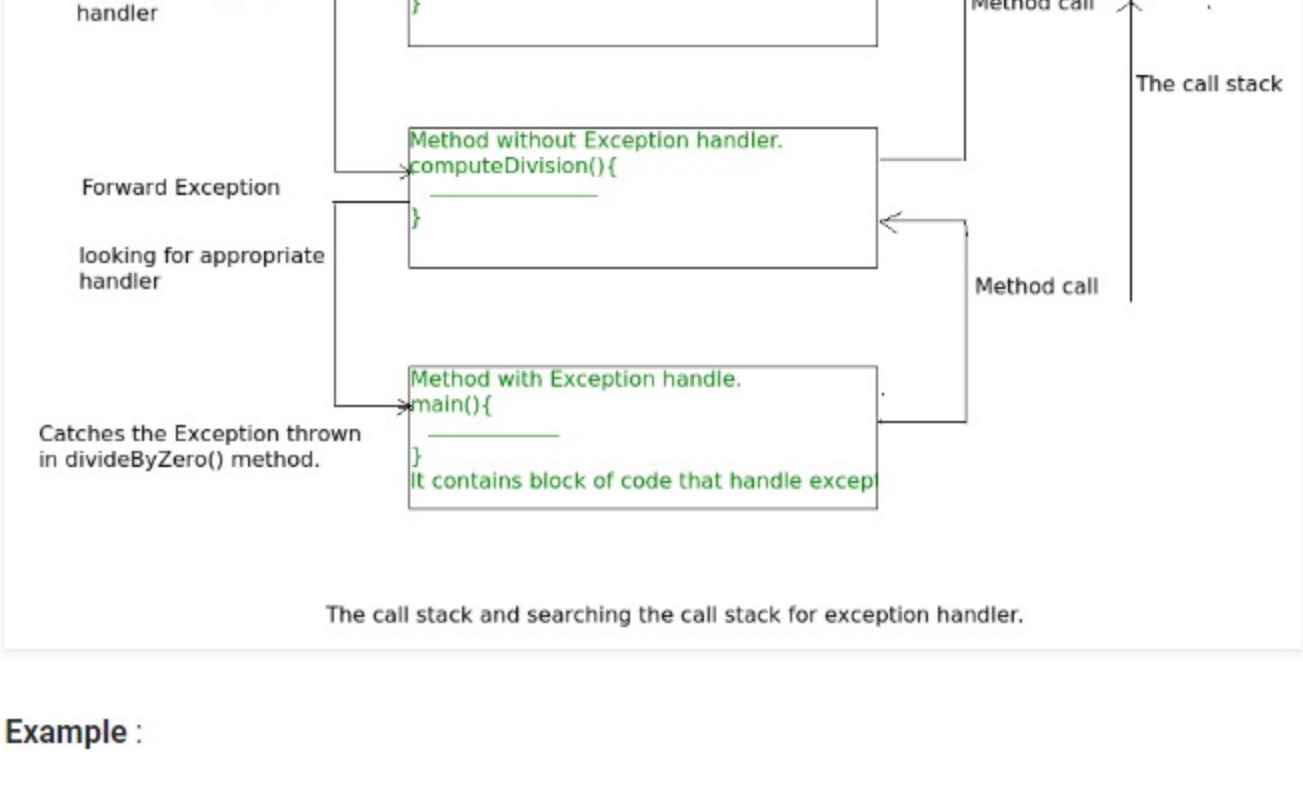 handler
}
Method call
The call stack
Method without Exception handler.
computeDivision(){
}
Forward Exception
looking for appropriate
handler
Method call
Method with Exception handle.
main(){
}
It contains block of code that handle except
Catches the Exception thrown
in divideByZero() method.
The call stack and searching the call stack for exception handler.
Example :